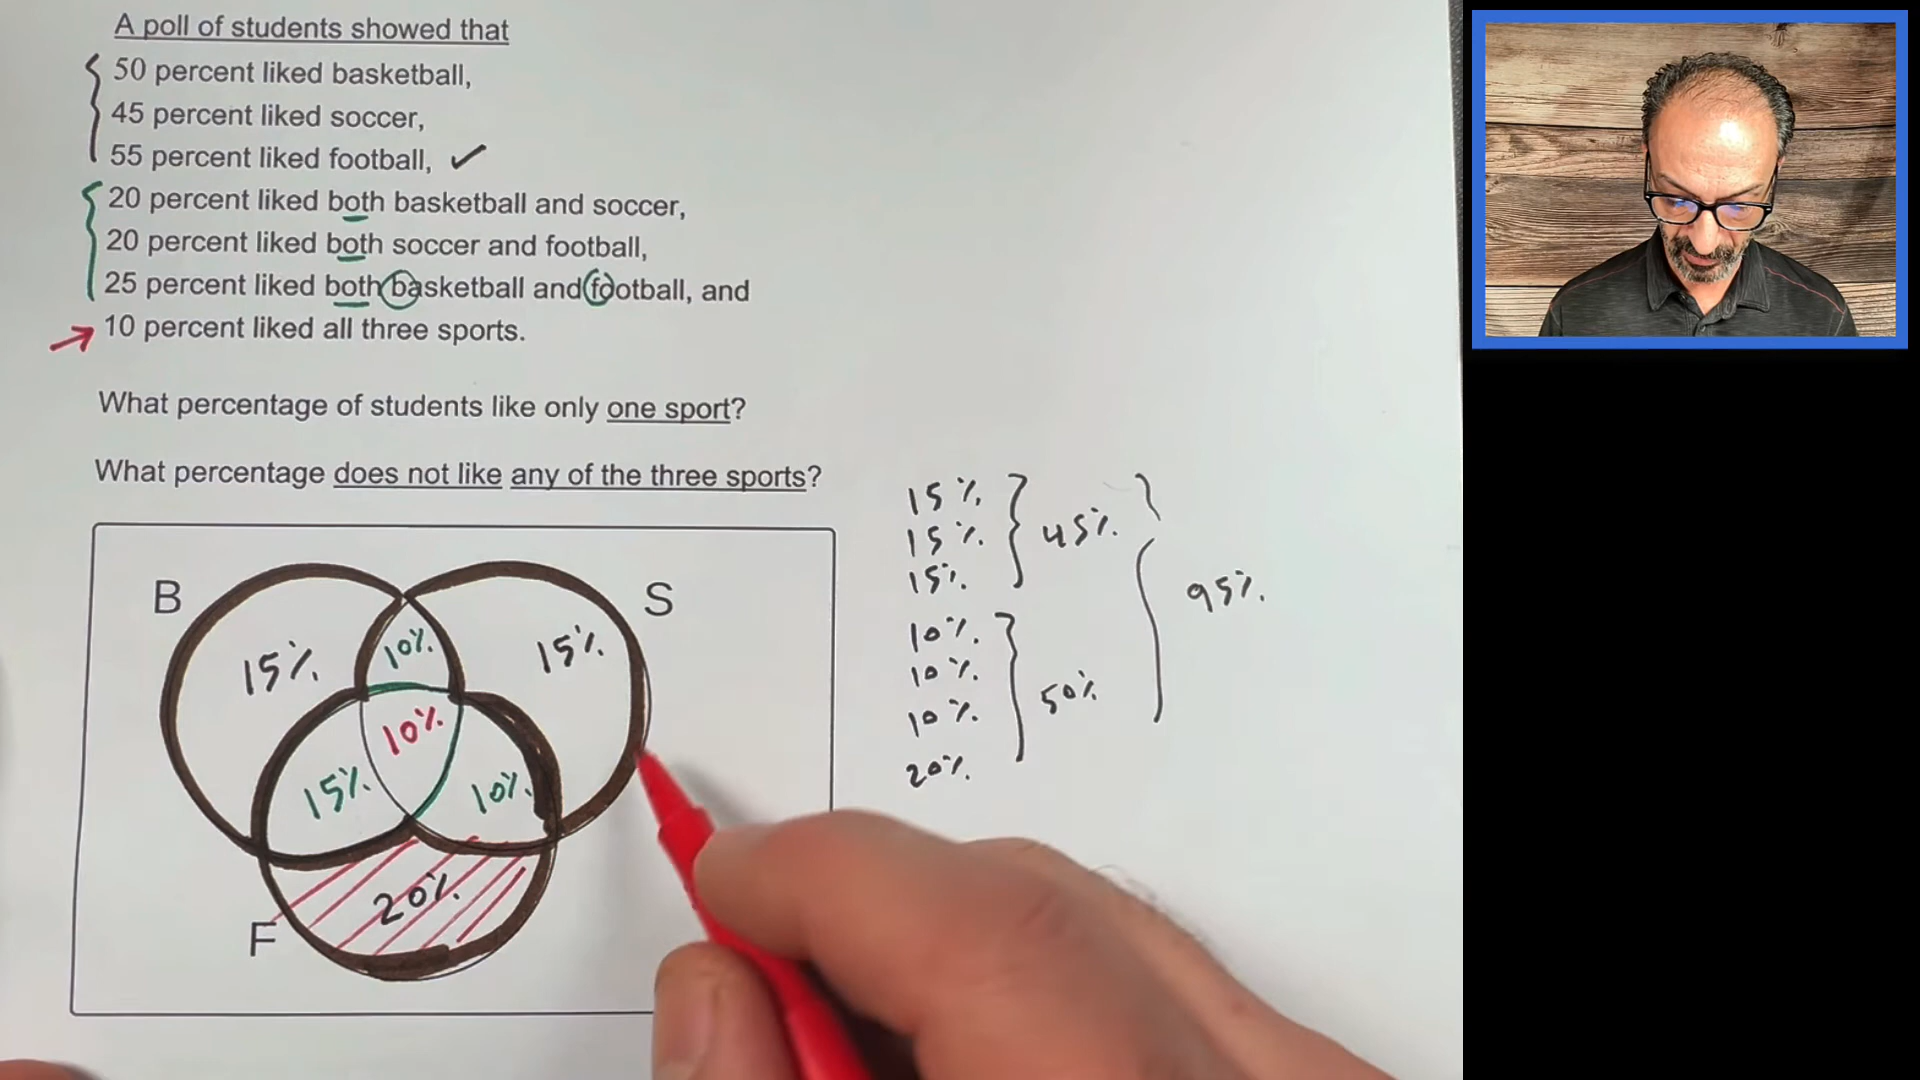 A poll of students showed that
50 percent liked basketball,
45 percent liked soccer,
55 percent liked football, ✓
20 percent liked both basketball and soccer,
20 percent liked both soccer and football,
25 percent liked both basketball and football, and
10 percent liked all three sports.
What percentage of students like only one sport?
What percentage does not like any of the three sports?
15%
15% 45%
15%
95%
10%
10%
50%
10%
20%
B
S
10%
15%
15%
10%
15%
10%
20%
F